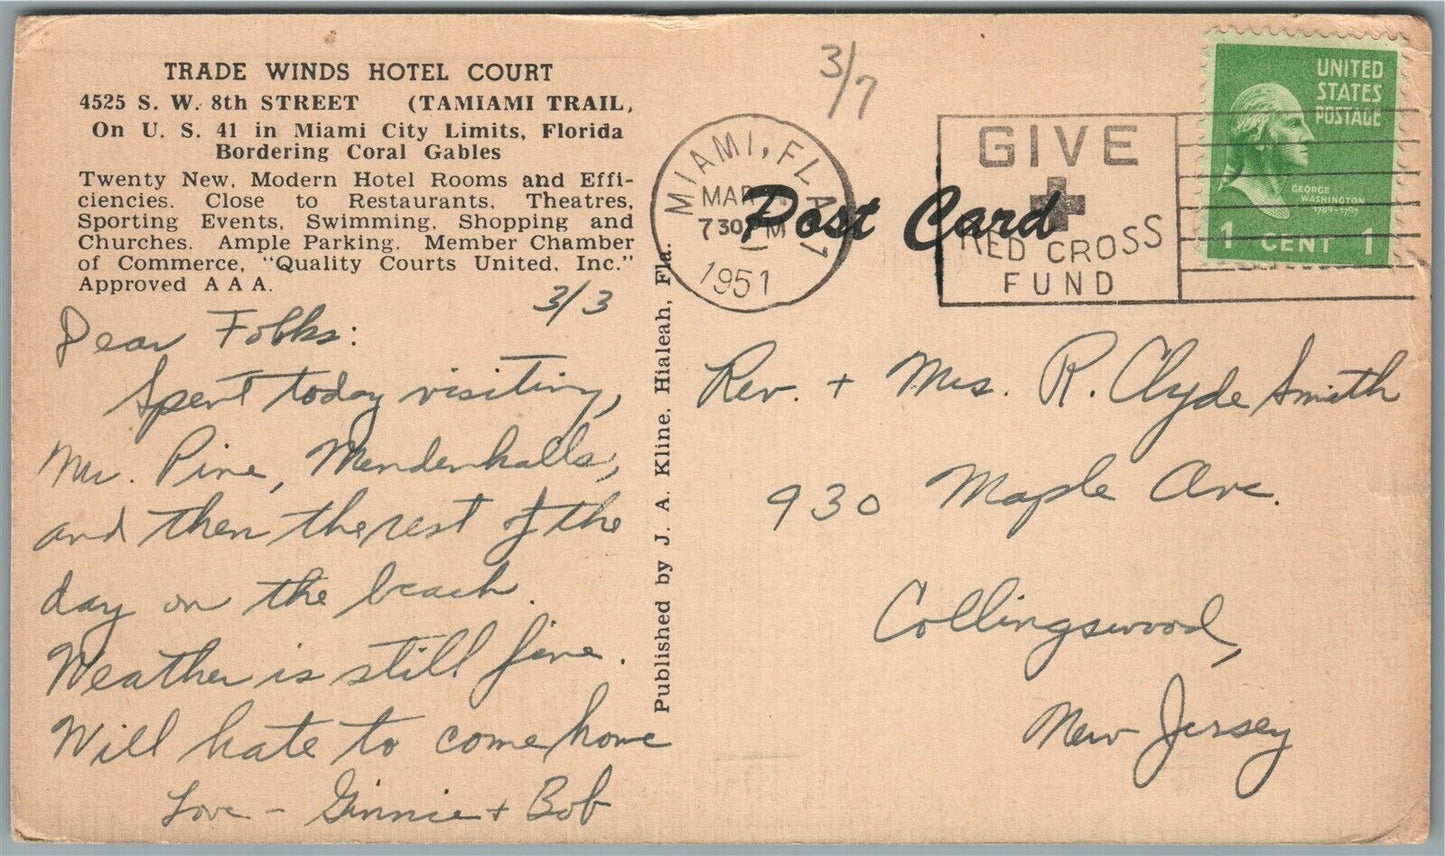 TRADE WINDS HOTEL COURT
4525 S. W. 8th STREET (TAMIAMI TRAIL,
On U. S. 41 in Miami City Limits, Florida
Bordering Coral Gables
Twenty New, Modern Hotel Rooms and Effi-
ciencies. Close to Restaurants, Theatres,
Sporting Events, Swimming, Shopping and
Churches. Ample Parking. Member Chamber
of Commerce, "Quality Courts United, Inc."
Approved A A A.
3/3
Dear Folks:
Spent today visiting,
Mr. Pine, Mendenhalls,
and then the rest of the
day on the beach.
Weather is still fine.
Will hate to come home
Love - Ginnie + Bob
Published by J. A. Kline, Hialeah, Fla.
3/7
MIAMI, FLA
MAR
7 30 PM
1951
Post Card
GIVE
RED CROSS
FUND
UNITED
STATES
POSTAGE
GEORGE
WASHINGTON
1789-1797
1 CENT 1
Rev. + Mrs. R. Clyde Smith
930 Maple Ave.
Collingswood,
New Jersey